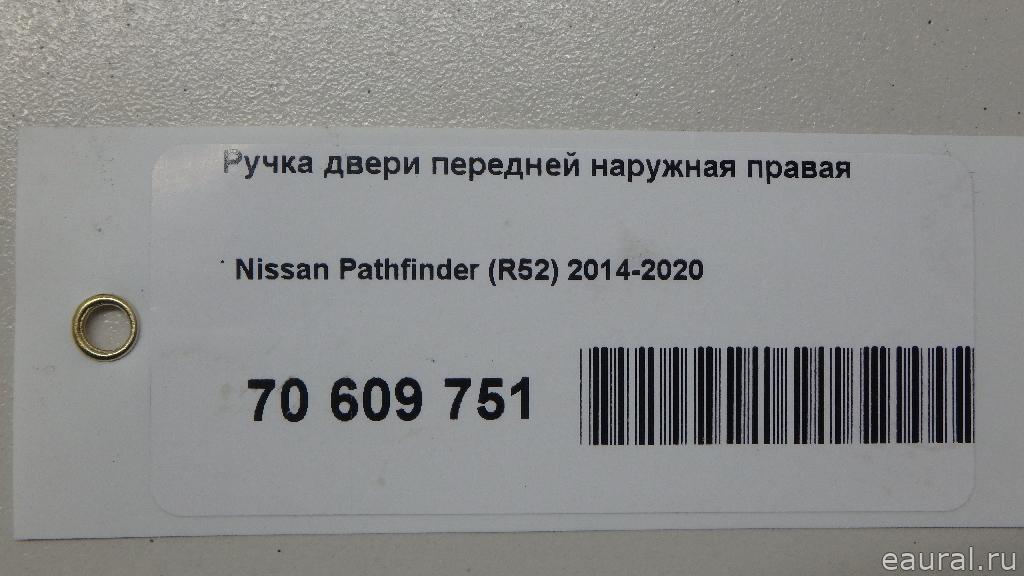 Ручка двери передней наружная правая
Nissan Pathfinder (R52) 2014-2020
70 609 751
eaural.ru